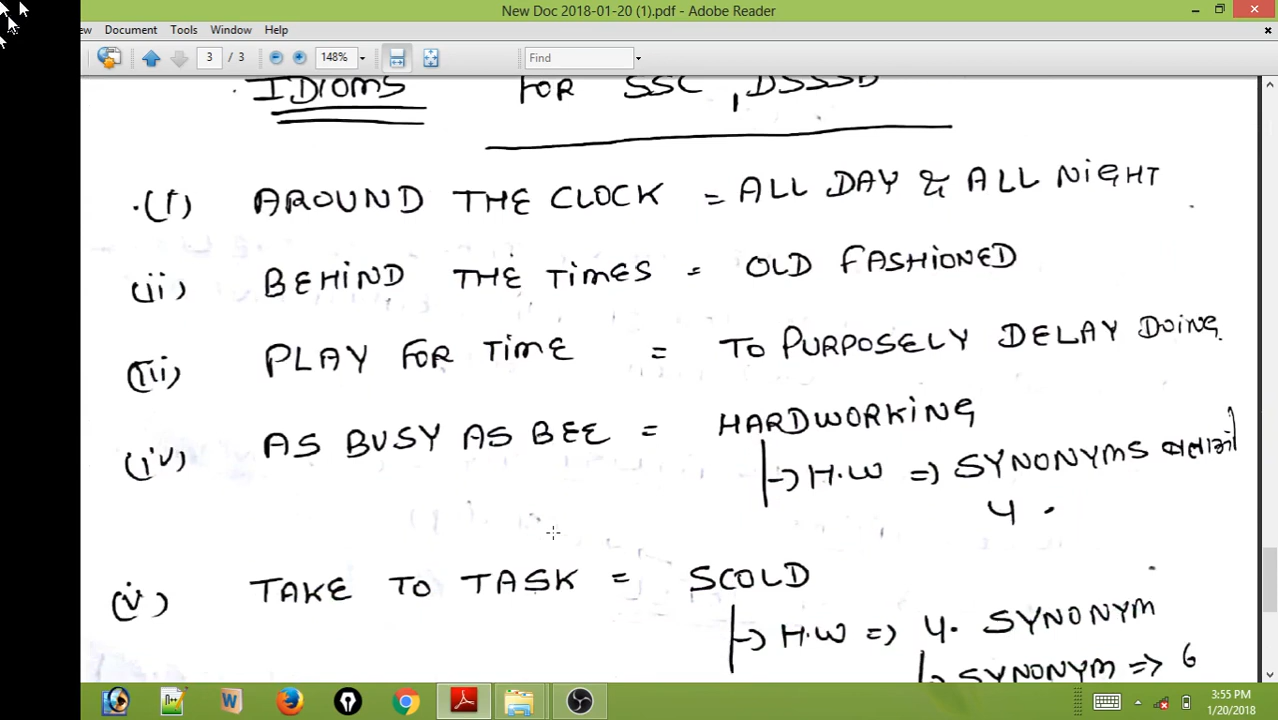 New Doc 2018-01-20 (1).pdf - Adobe Reader
ew Document Tools Window Help
3 / 3 148% Find
IDIOMS FOR SSC, DSSSB
(i) AROUND THE CLOCK = ALL DAY & ALL NIGHT
(ii) BEHIND THE TIMES = OLD FASHIONED
(iii) PLAY FOR TIME = TO PURPOSELY DELAY DOING
(iv) AS BUSY AS BEE = HARDWORKING
→ H.W => SYNONYMS बताओ
4.
(v) TAKE TO TASK = SCOLD
→ H.W => 4. SYNONYM
SYNONYM => 6
3:55 PM
1/20/2018